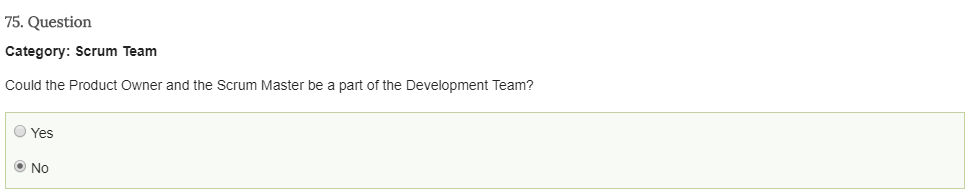 75. Question
Category: Scrum Team
Could the Product Owner and the Scrum Master be a part of the Development Team?
Yes
No